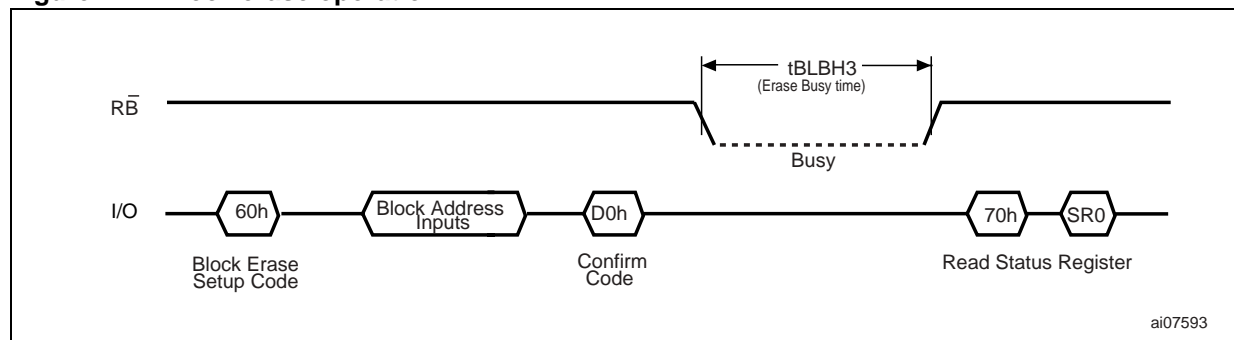 tBLBH3
(Erase Busy time)
RB̅
Busy
I/O
60h
Block Address
Inputs
D0h
70h
SR0
Block Erase
Setup Code
Confirm
Code
Read Status Register
ai07593